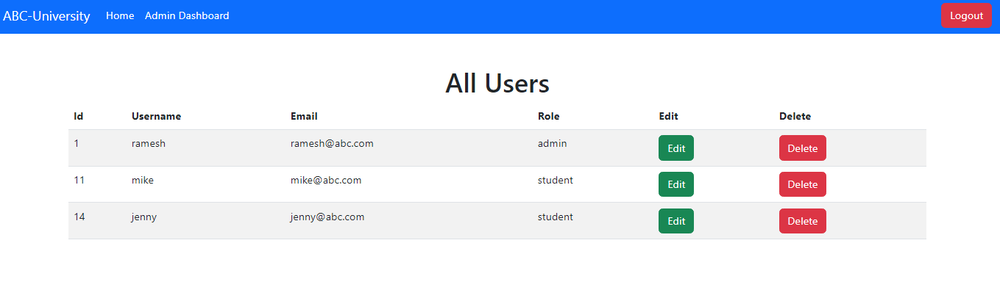 ABC-University Home Admin Dashboard Logout
All Users
Id Username Email Role Edit Delete
1 ramesh ramesh@abc.com admin Edit Delete
11 mike mike@abc.com student Edit Delete
14 jenny jenny@abc.com student Edit Delete